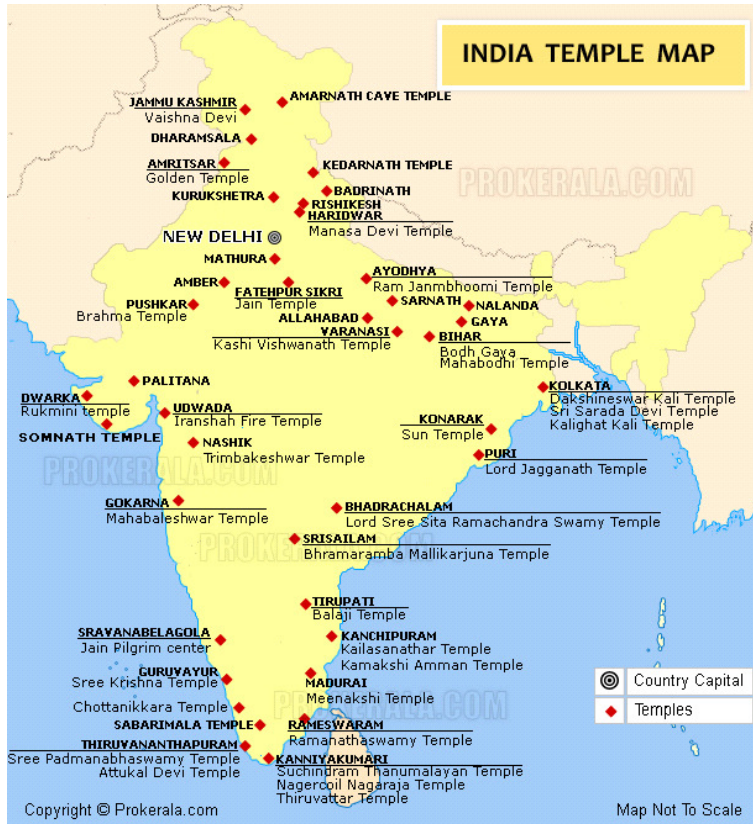 INDIA TEMPLE MAP
AMARNATH CAVE TEMPLE
JAMMU KASHMIR
Vaishna Devi
DHARAMSALA
AMRITSAR
Golden Temple
KEDARNATH TEMPLE
PROKERALA.COM
BADRINATH
KURUKSHETRA
RISHIKESH
HARIDWAR
Manasa Devi Temple
NEW DELHI
MATHURA
AYODHYA
Ram Janmbhoomi Temple
AMBER
FATEHPUR SIKRI
Jain Temple
PUSHKAR
Brahma Temple
SARNATH
NALANDA
ALLAHABAD
GAYA
VARANASI
Kashi Vishwanath Temple
BIHAR
Bodh Gaya
Mahabodhi Temple
PALITANA
DWARKA
Rukmini temple
KOLKATA
Dakshineswar Kali Temple
Sri Sarada Devi Temple
Kalighat Kali Temple
UDWADA
Iranshah Fire Temple
SOMNATH TEMPLE
KONARAK
Sun Temple
NASHIK
Trimbakeshwar Temple
PURI
Lord Jagganath Temple
PROKERALA.COM
GOKARNA
Mahabaleshwar Temple
BHADRACHALAM
Lord Sree Sita Ramachandra Swamy Temple
SRISAILAM
Bhramaramba Mallikarjuna Temple
PROKERALA.COM
TIRUPATI
Balaji Temple
SRAVANABELAGOLA
Jain Pilgrim center
KANCHIPURAM
Kailasanathar Temple
Kamakshi Amman Temple
GURUVAYUR
Sree Krishna Temple
MADURAI
Meenakshi Temple
Chottanikkara Temple
PROKERALA.COM
SABARIMALA TEMPLE
RAMESWARAM
Ramanathaswamy Temple
THIRUVANANTHAPURAM
Sree Padmanabhaswamy Temple
Attukal Devi Temple
KANNIYAKUMARI
Suchindram Thanumalayan Temple
Nagercoil Nagaraja Temple
Thiruvattar Temple
Country Capital
Temples
Copyright © Prokerala.com
Map Not To Scale